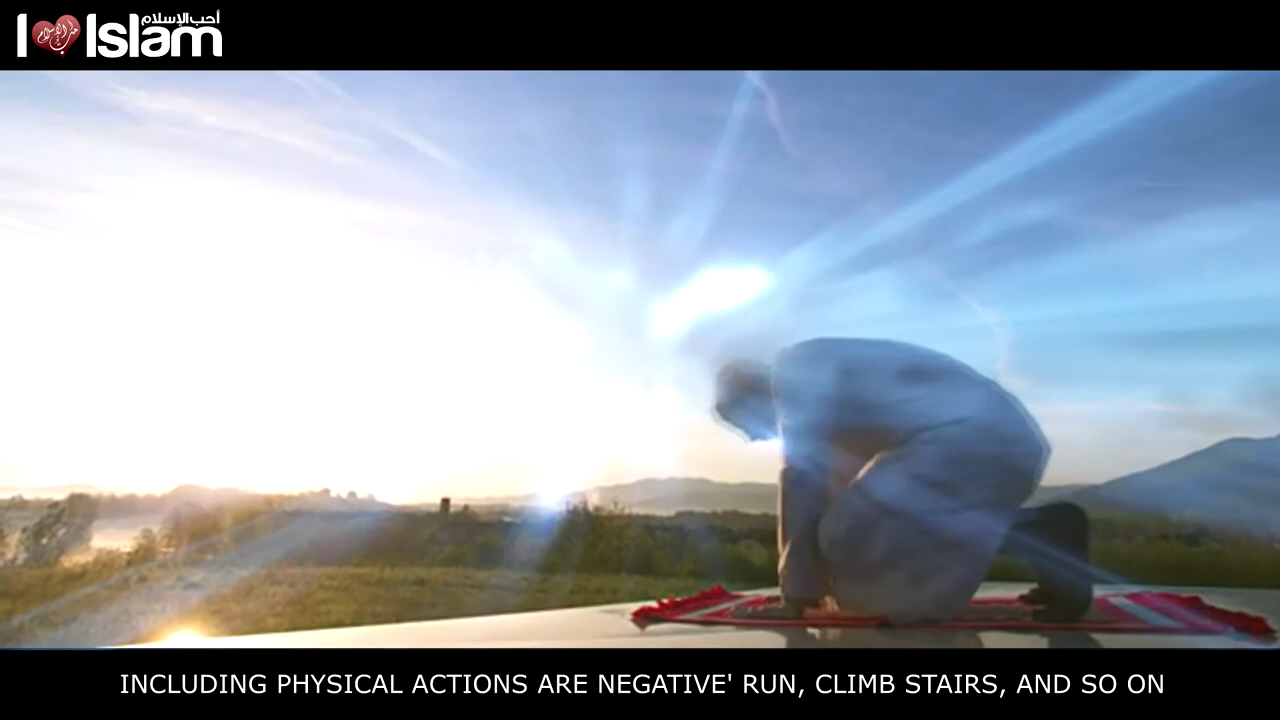 أحب الإسلام
I Islam
INCLUDING PHYSICAL ACTIONS ARE NEGATIVE' RUN, CLIMB STAIRS, AND SO ON